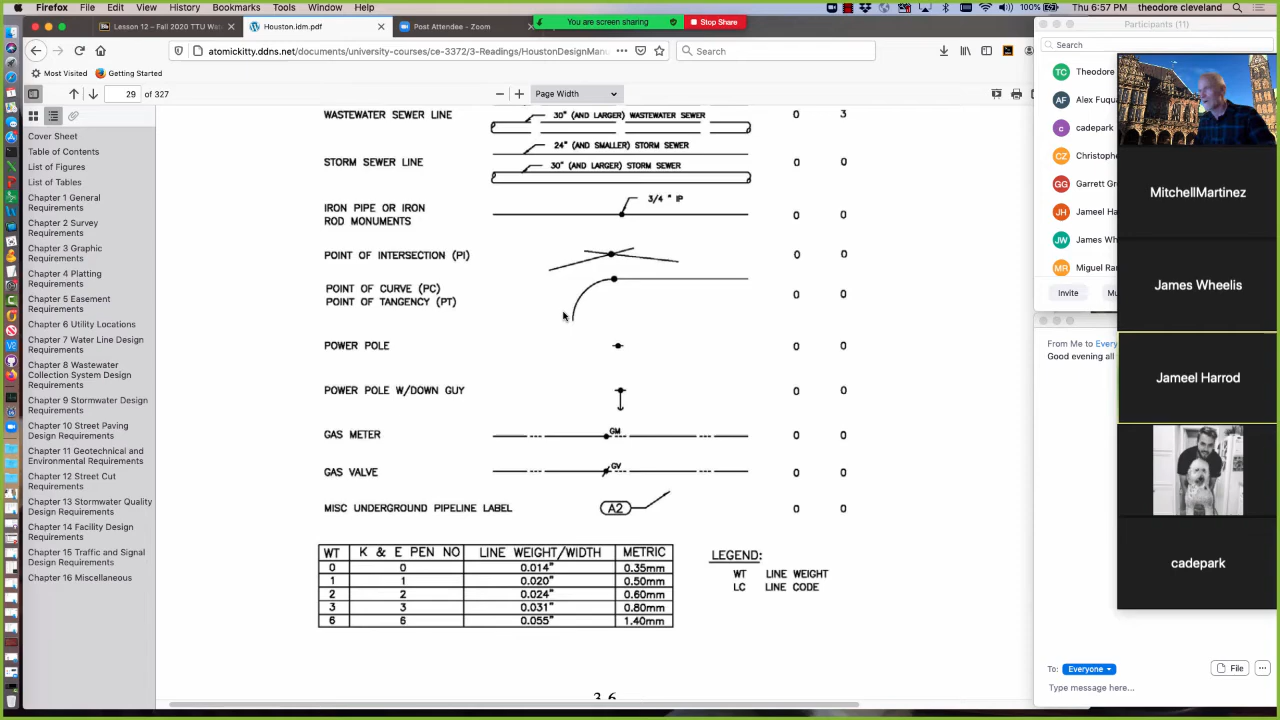 Firefox File Edit View History Bookmarks Tools Window Help
100% Thu 6:57 PM theodore cleveland
Lesson 12 – Fall 2020 TTU Wat
Houston.idm.pdf
Post Attendee - Zoom
You are screen sharing
Stop Share
atomickitty.ddns.net/documents/university-courses/ce-3372/3-Readings/HoustonDesignManu
Search
Most Visited
Getting Started
29 of 327
Page Width
Cover Sheet
Table of Contents
List of Figures
List of Tables
Chapter 1 General
Requirements
Chapter 2 Survey
Requirements
Chapter 3 Graphic
Requirements
Chapter 4 Platting
Requirements
Chapter 5 Easement
Requirements
Chapter 6 Utility Locations
Chapter 7 Water Line Design
Requirements
Chapter 8 Wastewater
Collection System Design
Requirements
Chapter 9 Stormwater Design
Requirements
Chapter 10 Street Paving
Design Requirements
Chapter 11 Geotechnical and
Environmental Requirements
Chapter 12 Street Cut
Requirements
Chapter 13 Stormwater Quality
Design Requirements
Chapter 14 Facility Design
Requirements
Chapter 15 Traffic and Signal
Design Requirements
Chapter 16 Miscellaneous
WASTEWATER SEWER LINE 30" (AND LARGER) WASTEWATER SEWER 0 3
24" (AND SMALLER) STORM SEWER
STORM SEWER LINE 0 0
30" (AND LARGER) STORM SEWER
3/4 " IP
IRON PIPE OR IRON
ROD MONUMENTS 0 0
POINT OF INTERSECTION (PI) 0 0
POINT OF CURVE (PC)
POINT OF TANGENCY (PT) 0 0
POWER POLE 0 0
POWER POLE W/DOWN GUY 0 0
GAS METER GM 0 0
GAS VALVE GV 0 0
MISC UNDERGROUND PIPELINE LABEL A2 0 0
WT K & E PEN NO LINE WEIGHT/WIDTH METRIC
0 0 0.014" 0.35mm
1 1 0.020" 0.50mm
2 2 0.024" 0.60mm
3 3 0.031" 0.80mm
6 6 0.055" 1.40mm
LEGEND:
WT LINE WEIGHT
LC LINE CODE
3.6
Participants (11)
Search
TC Theodore
AF Alex Fuqua
c cadepark
CZ Christophe
GG Garrett Gr
JH Jameel Ha
JW James Wh
MR Miguel Ran
Invite
Mu
From Me to Every
Good evening all
MitchellMartinez
James Wheelis
Jameel Harrod
cadepark
To: Everyone
File
Type message here...